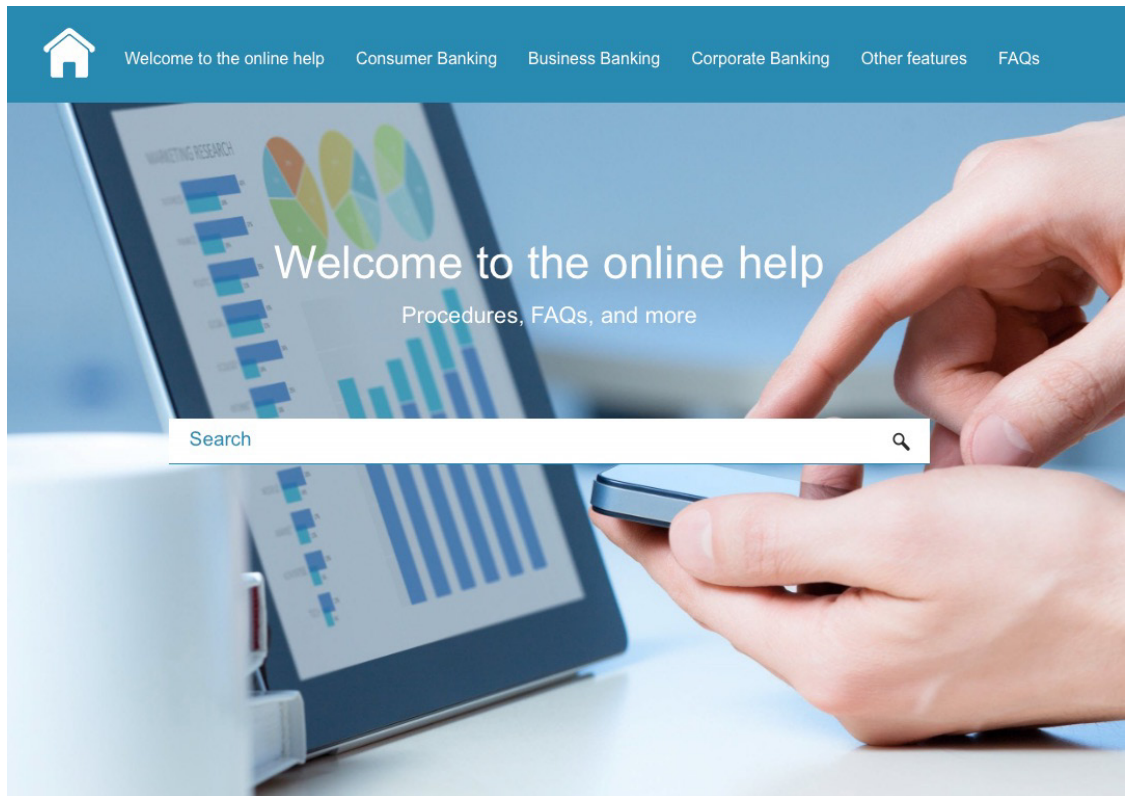 Welcome to the online help Consumer Banking Business Banking Corporate Banking Other features FAQs
MARKETING RESEARCH
Welcome to the online help
Procedures, FAQs, and more
Search